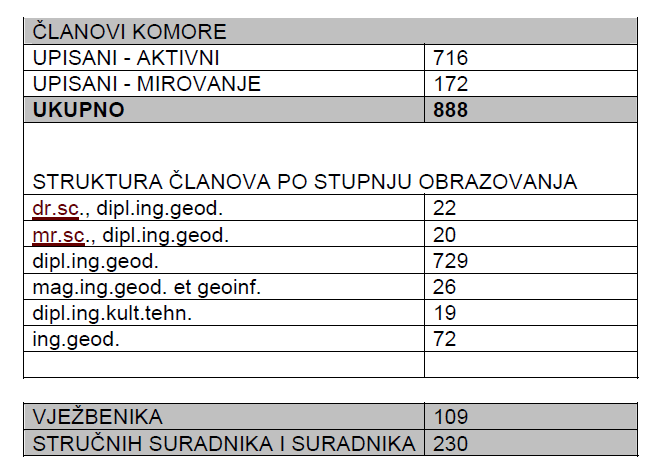 ČLANOVI KOMORE
UPISANI - AKTIVNI 716
UPISANI - MIROVANJE 172
UKUPNO 888
STRUKTURA ČLANOVA PO STUPNJU OBRAZOVANJA
dr.sc., dipl.ing.geod. 22
mr.sc., dipl.ing.geod. 20
dipl.ing.geod. 729
mag.ing.geod. et geoinf. 26
dipl.ing.kult.tehn. 19
ing.geod. 72
VJEŽBENIKA 109
STRUČNIH SURADNIKA I SURADNIKA 230